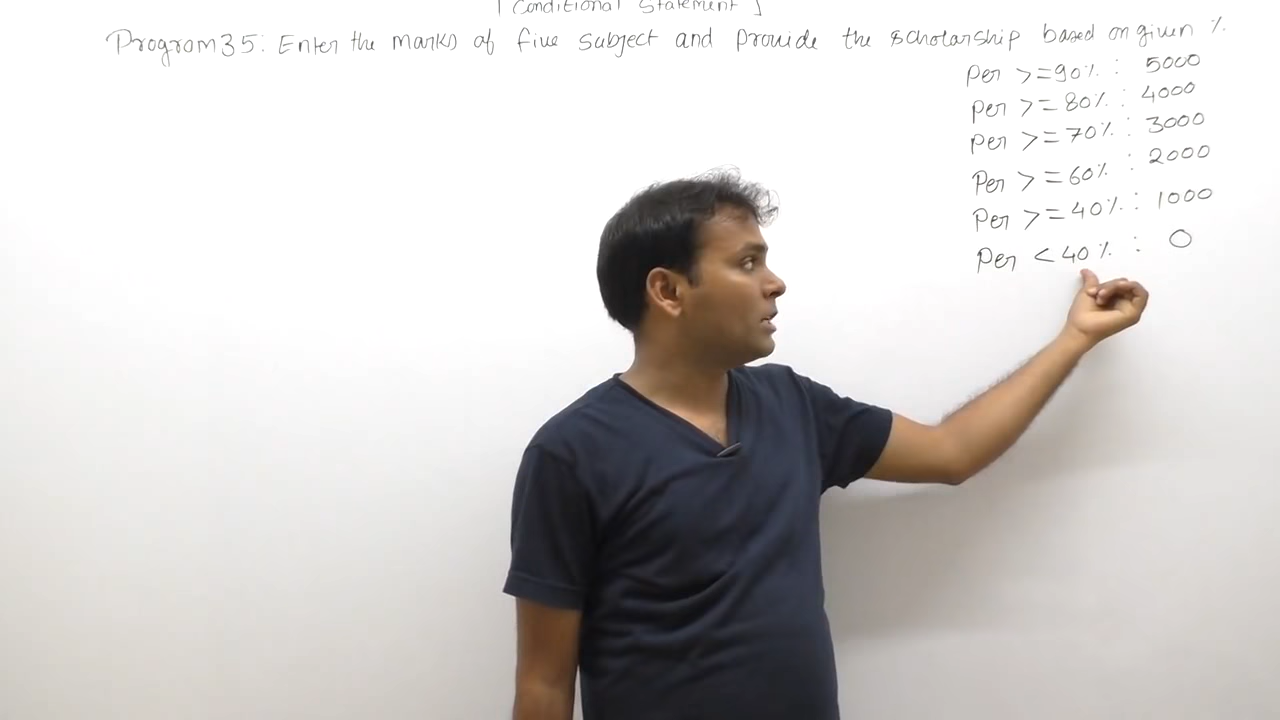 [Conditional Statement]
Program 35: Enter the marks of five subject and provide the scholarship based on given %.
Per >=90% : 5000
Per >=80% : 4000
Per >=70% : 3000
Per >=60% : 2000
Per >=40% : 1000
Per <40% : 0